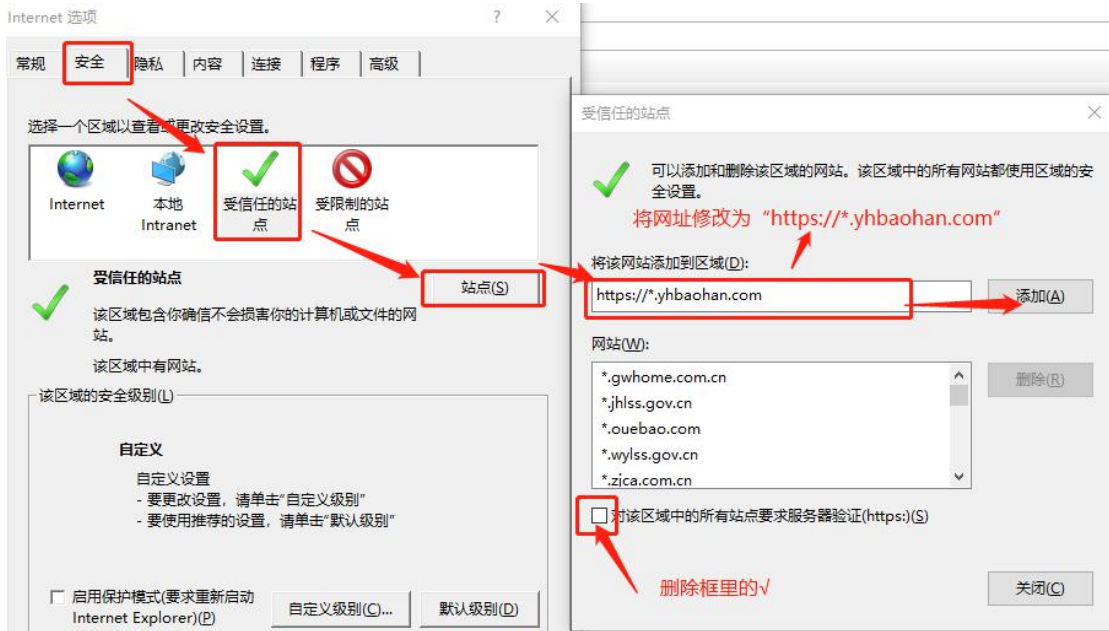 Internet 选项
?
常规 安全 隐私 内容 连接 程序 高级
选择一个区域以查看或更改安全设置。
Internet
本地
Intranet
受信任的站
点
受限制的站
点
受信任的站点
站点(S)
该区域包含你确信不会损害你的计算机或文件的网
站。
该区域中有网站。
该区域的安全级别(L)
自定义
自定义设置
- 要更改设置，请单击“自定义级别”
- 要使用推荐的设置，请单击“默认级别”
启用保护模式(要求重新启动
Internet Explorer)(P)
自定义级别(C)...
默认级别(D)
受信任的站点
可以添加和删除该区域的网站。该区域中的所有网站都使用区域的安
全设置。
将网址修改为“https://*.yhbaohan.com”
将该网站添加到区域(D):
https://*.yhbaohan.com
添加(A)
网站(W):
*.gwhome.com.cn
*.jhlss.gov.cn
*.ouebao.com
*.wylss.gov.cn
*.zjca.com.cn
删除(R)
对该区域中的所有站点要求服务器验证(https:)(S)
删除框里的√
关闭(C)